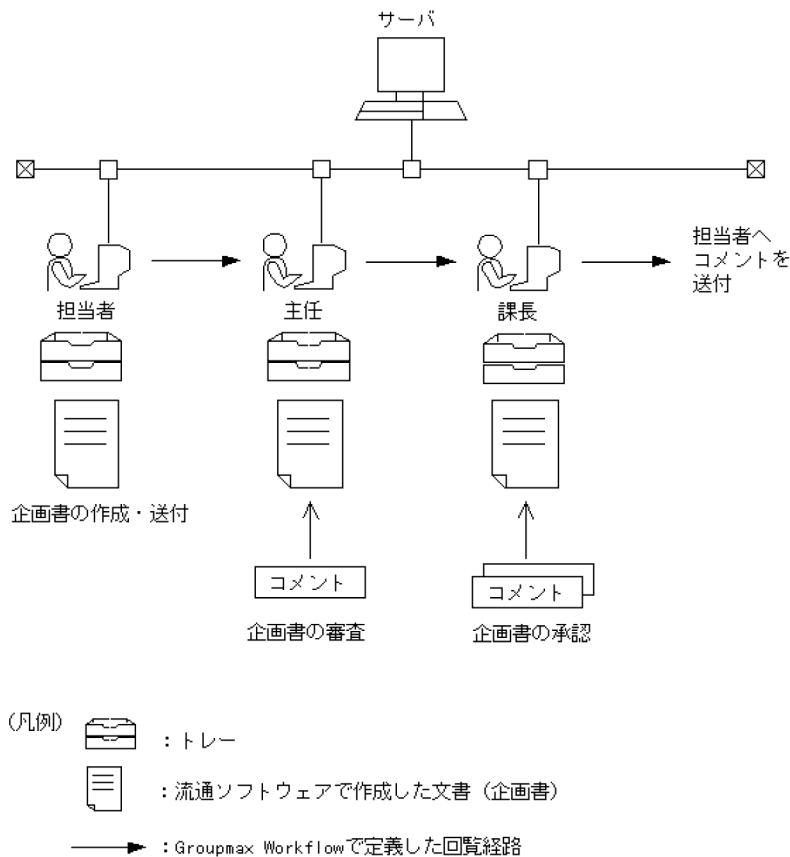 サーバ
担当者へ
コメントを
送付
担当者
主任
課長
企画書の作成・送付
コメント
コメント
企画書の審査
企画書の承認
(凡例)
：トレー
：流通ソフトウェアで作成した文書（企画書）
：Groupmax Workflowで定義した回覧経路